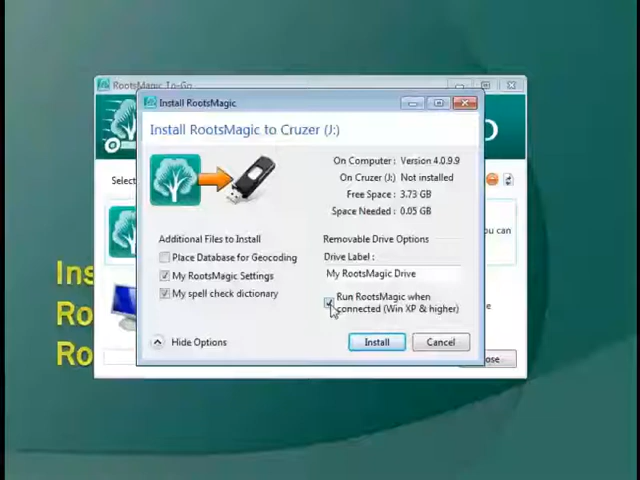 RootsMagic To-Go
Install RootsMagic
Install RootsMagic to Cruzer (J:)
On Computer : Version 4.0.9.9
On Cruzer (J:) Not installed
Free Space : 3.73 GB
Space Needed : 0.05 GB
Select
Additional Files to Install
Place Database for Geocoding
My RootsMagic Settings
My spell check dictionary
Removable Drive Options
Drive Label :
My RootsMagic Drive
Run RootsMagic when
connected (Win XP & higher)
ou can
Ins
Ro
Ro
Hide Options
Install
Cancel
ose